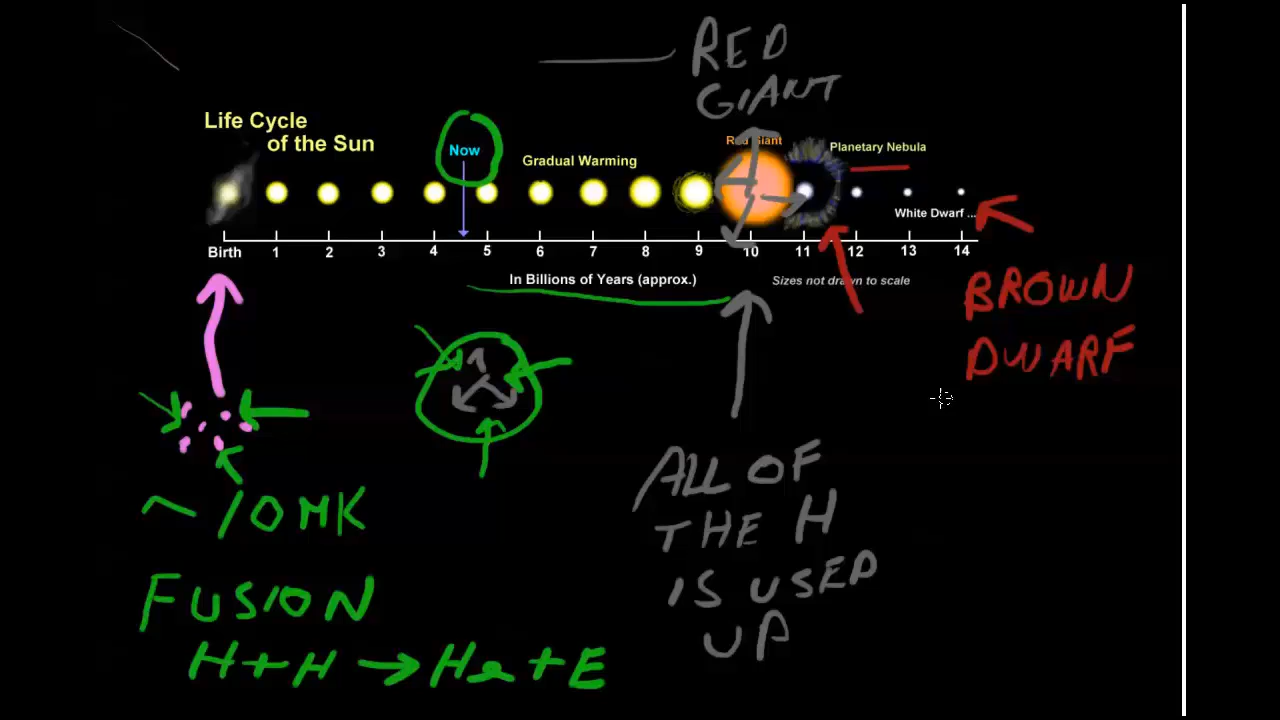 RED
GIANT
Life Cycle
of the Sun
Now
Gradual Warming
Red Giant
Planetary Nebula
White Dwarf ...
Birth 1 2 3 4 5 6 7 8 9 10 11 12 13 14
In Billions of Years (approx.)
Sizes not drawn to scale
BROWN
DWARF
~10MK
FUSION
H+H → He + E
ALL OF
THE H
IS USED
UP